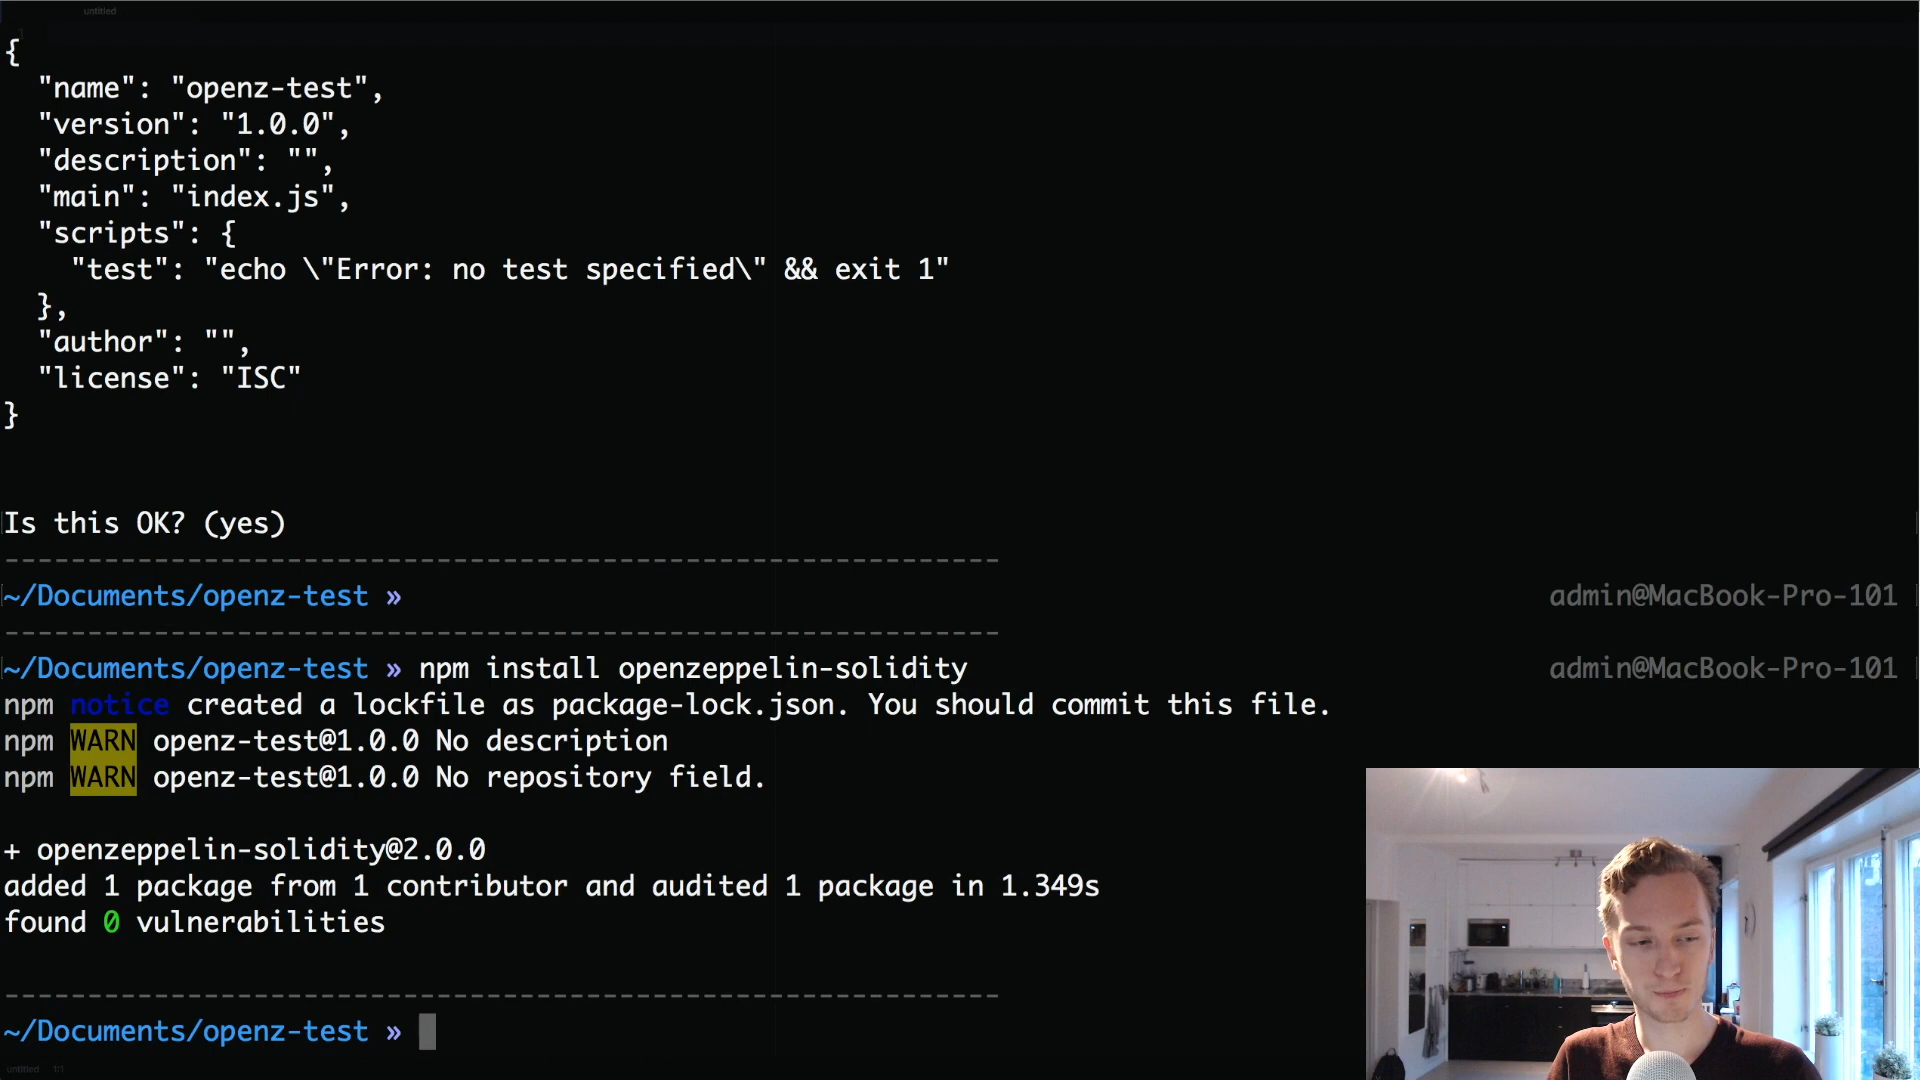 untitled
1
{
"name": "openz-test",
"version": "1.0.0",
"description": "",
"main": "index.js",
"scripts": {
"test": "echo \"Error: no test specified\" && exit 1"
},
"author": "",
"license": "ISC"
}
Is this OK? (yes)
~/Documents/openz-test » admin@MacBook-Pro-101
~/Documents/openz-test » npm install openzeppelin-solidity admin@MacBook-Pro-101
npm notice created a lockfile as package-lock.json. You should commit this file.
npm WARN openz-test@1.0.0 No description
npm WARN openz-test@1.0.0 No repository field.
+ openzeppelin-solidity@2.0.0
added 1 package from 1 contributor and audited 1 package in 1.349s
found 0 vulnerabilities
~/Documents/openz-test »
untitled 1:1